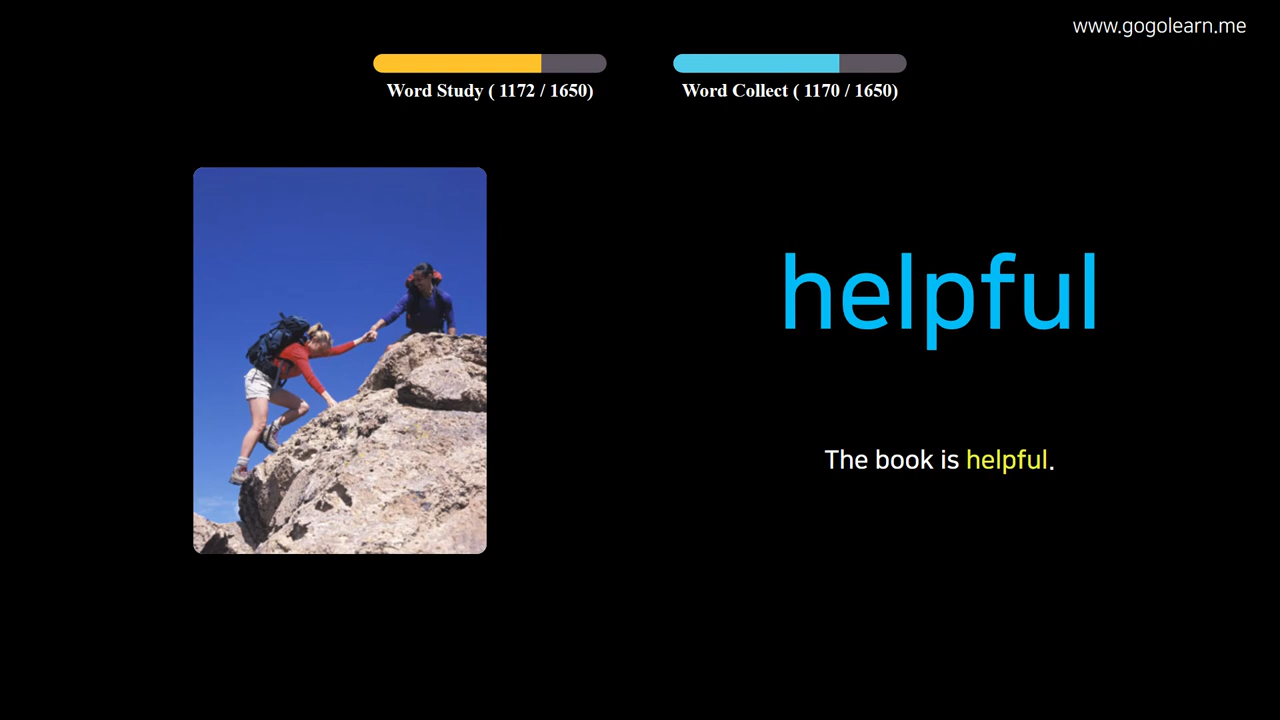 www.gogolearn.me
Word Study ( 1172 / 1650)
Word Collect ( 1170 / 1650)
helpful
The book is helpful.